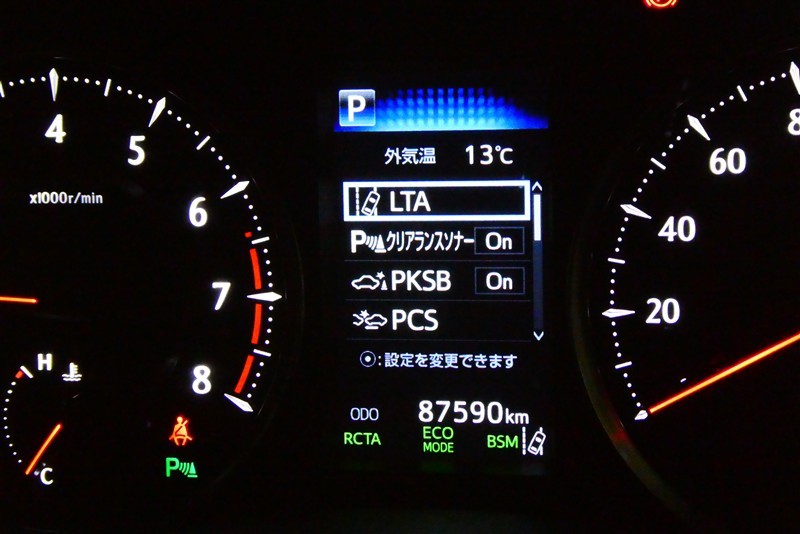 P
外気温 13℃
LTA
Pクリアランスソナー On
PKSB On
PCS
:設定を変更できます
ODO 87590km
RCTA ECO MODE BSM
4
5
6
7
8
x1000r/min
H
C
P
8
60
40
20